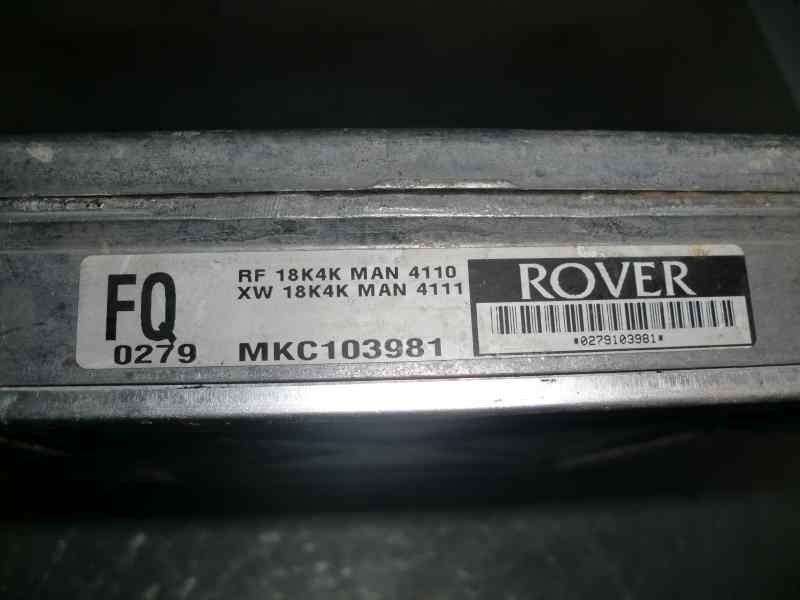 FQ
0279
RF 18K4K MAN 4110
XW 18K4K MAN 4111
MKC103981
ROVER
*0279103981*